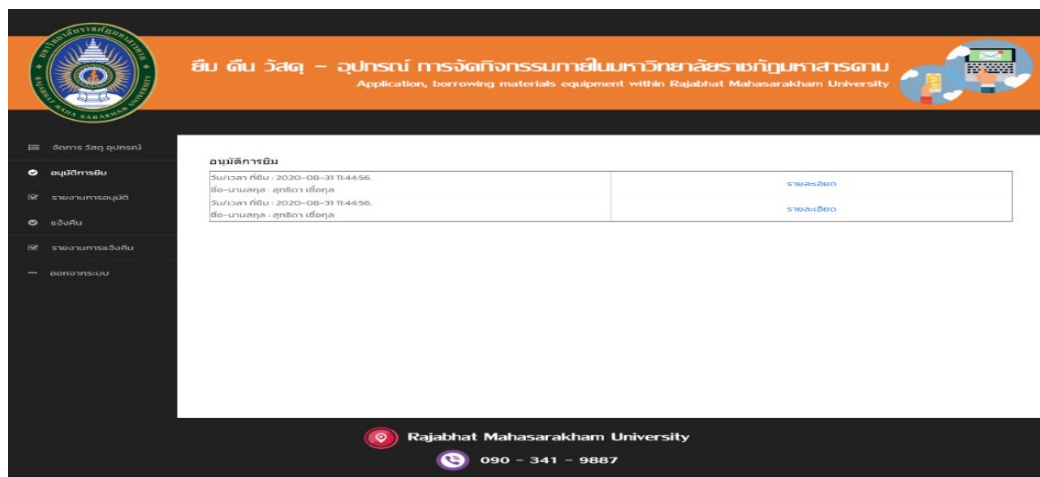 ยืม คืน วัสดุ - อุปกรณ์ การจัดกิจกรรมภายในมหาวิทยาลัยราชภัฏมหาสารคาม
Application, borrowing materials equipment within Rajabhat Mahasarakham University
จัดการ วัสดุ อุปกรณ์
อนุมัติการยืม
รายงานการอนุมัติ
แจ้งคืน
รายงานการแจ้งคืน
ออกจากระบบ
อนุมัติการยืม
วัน/เวลา ที่ยืม : 2020-08-31 11:44:56.
ชื่อ-นามสกุล : สุทธิดา เชื้อกุล
รายละเอียด
วัน/เวลา ที่ยืม : 2020-08-31 11:44:56.
ชื่อ-นามสกุล : สุทธิดา เชื้อกุล
รายละเอียด
Rajabhat Mahasarakham University
090 - 341 - 9887